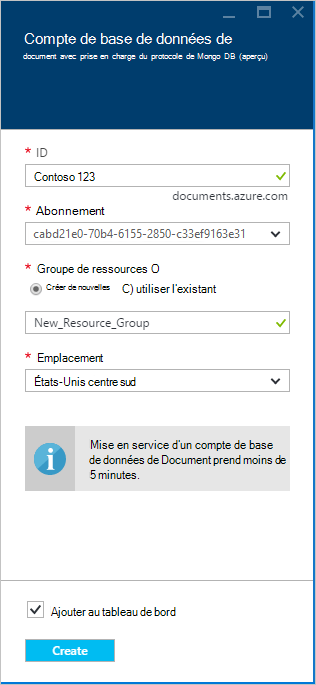 Compte de base de données de
document avec prise en charge du protocole de Mongo DB (aperçu)
* ID
Contoso 123
documents.azure.com
* Abonnement
cabd21e0-70b4-6155-2850-c33ef9163e31
* Groupe de ressources O
Créer de nouvelles C) utiliser l'existant
New_Resource_Group
* Emplacement
États-Unis centre sud
Mise en service d'un compte de base
de données de Document prend moins de
5 minutes.
Ajouter au tableau de bord
Create